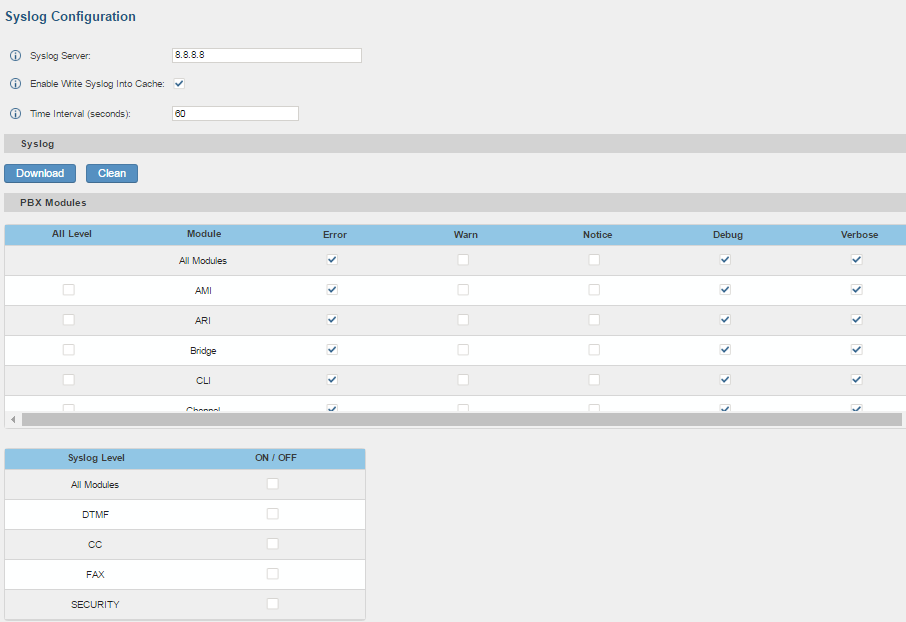 Syslog Configuration
Syslog Server: 8.8.8.8
Enable Write Syslog Into Cache:
Time Interval (seconds): 60
Syslog
Download Clean
PBX Modules
All Level Module Error Warn Notice Debug Verbose
All Modules
AMI
ARI
Bridge
CLI
Channel
Syslog Level ON / OFF
All Modules
DTMF
CC
FAX
SECURITY